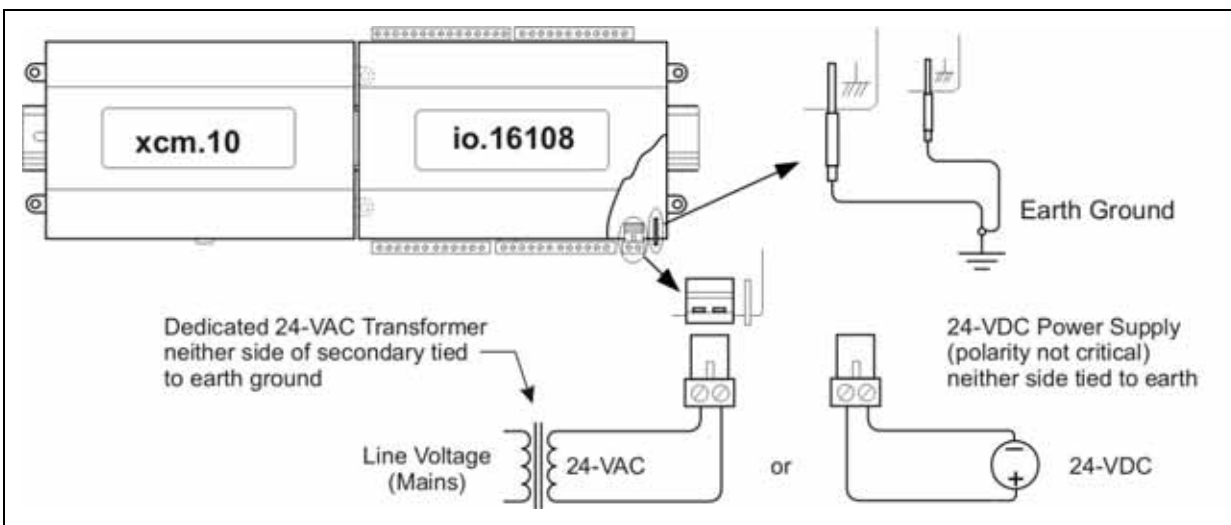 xcm.10
io.16108
Earth Ground
Dedicated 24-VAC Transformer
neither side of secondary tied
to earth ground
24-VDC Power Supply
(polarity not critical)
neither side tied to earth
Line Voltage
(Mains)
24-VAC
or
24-VDC